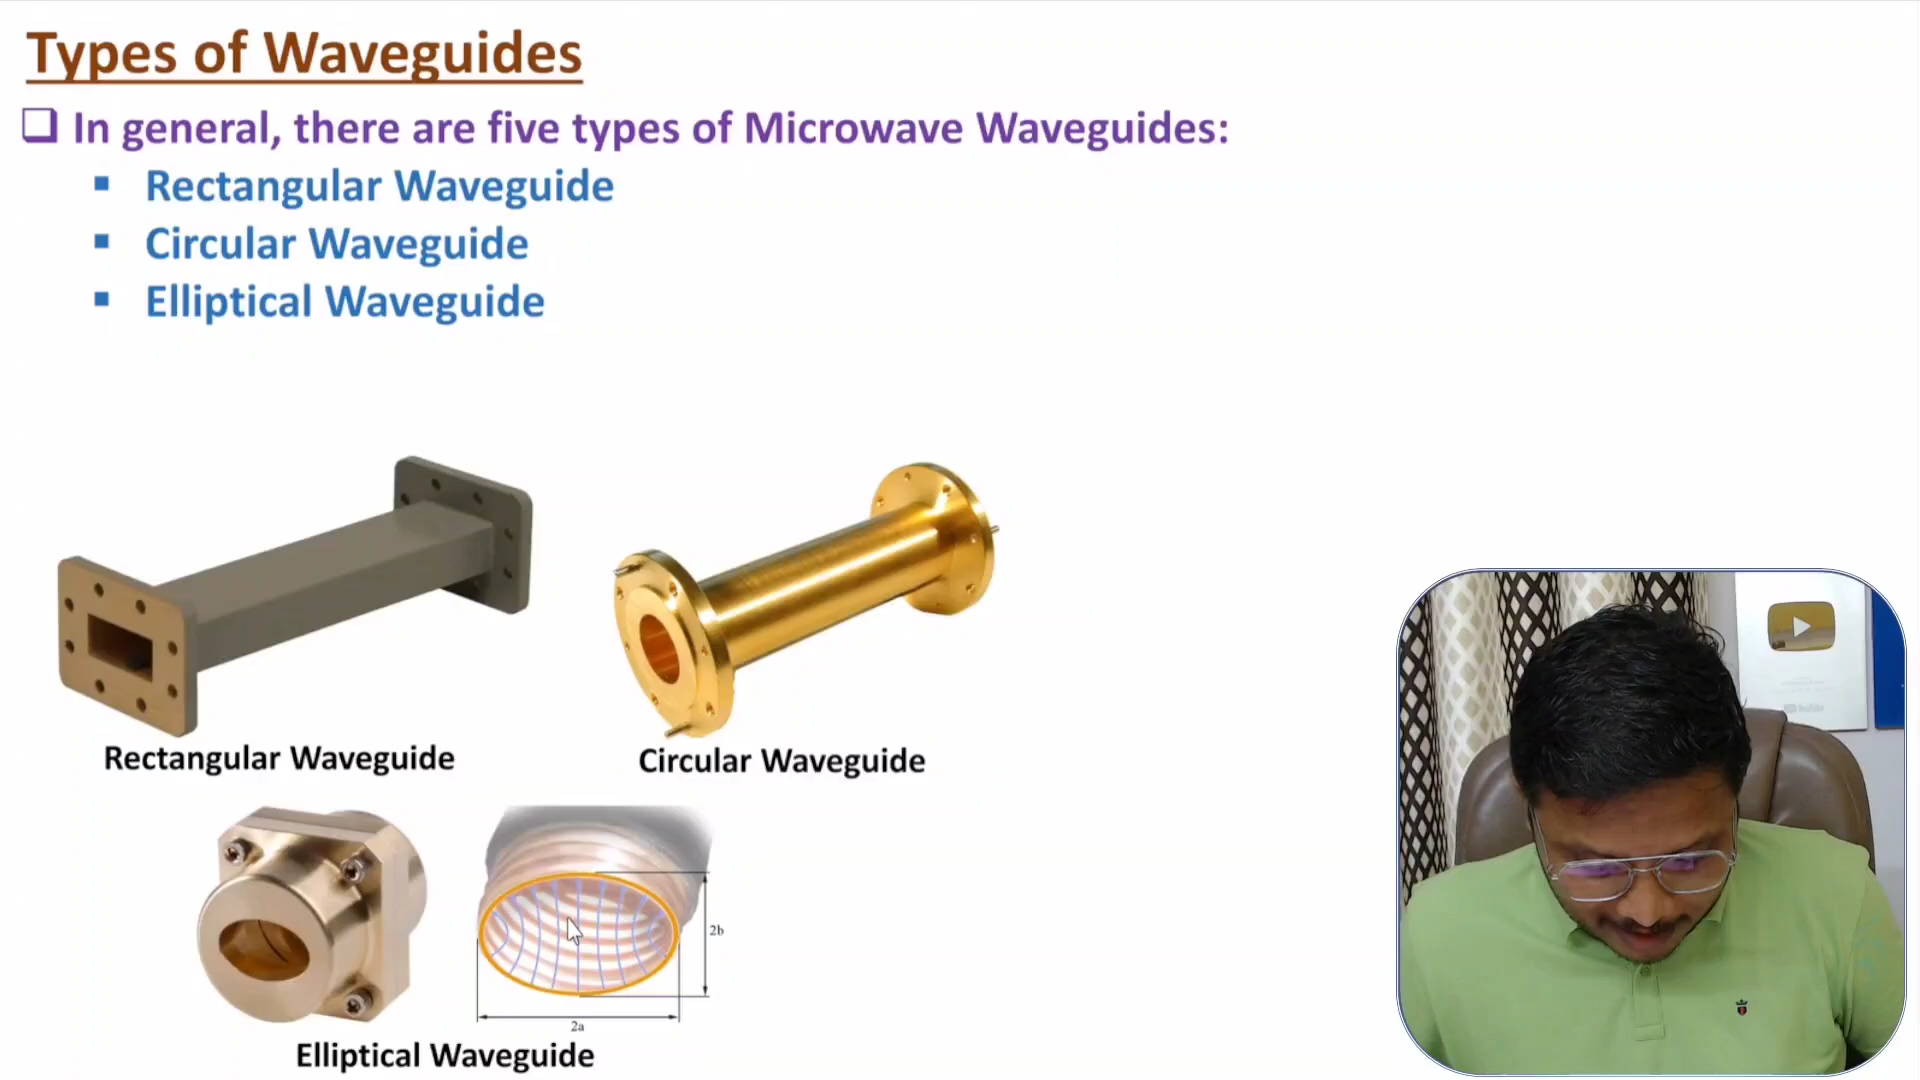 Types of Waveguides
❑ In general, there are five types of Microwave Waveguides:
▪ Rectangular Waveguide
▪ Circular Waveguide
▪ Elliptical Waveguide
Rectangular Waveguide
Circular Waveguide
2b
2a
Elliptical Waveguide